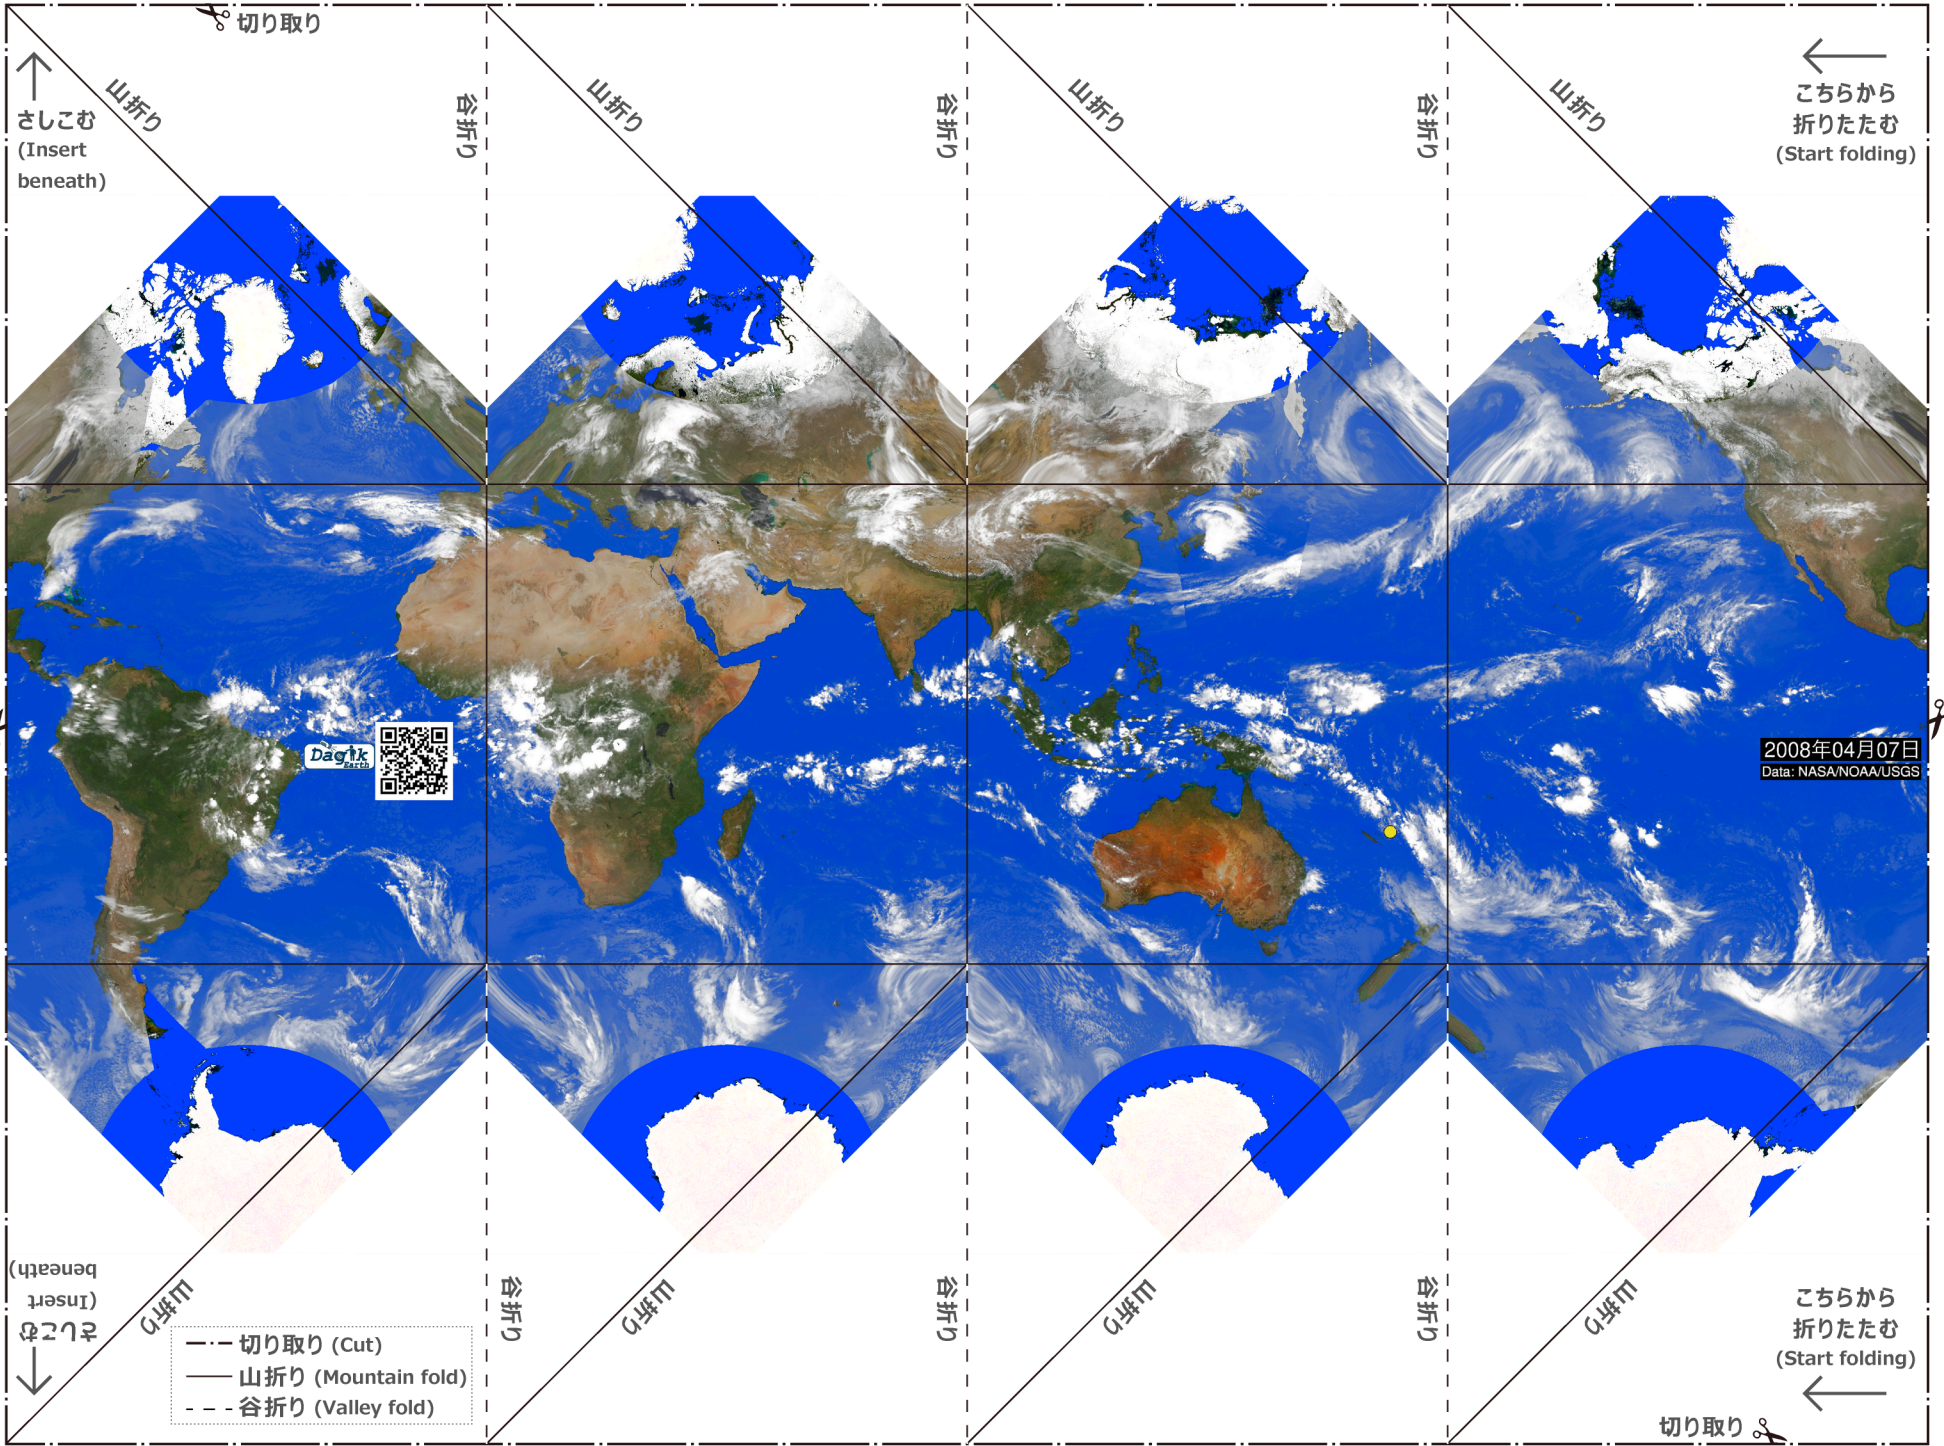 切り取り
さしこむ
(Insert
beneath)
山折り
谷折り
山折り
谷折り
山折り
谷折り
山折り
こちらから
折りたたむ
(Start folding)
Dagik
Earth
2008年04月07日
Data: NASA/NOAA/USGS
さしこむ
(Insert
beneath)
山折り
谷折り
山折り
谷折り
山折り
谷折り
山折り
こちらから
折りたたむ
(Start folding)
切り取り (Cut)
山折り (Mountain fold)
谷折り (Valley fold)
切り取り